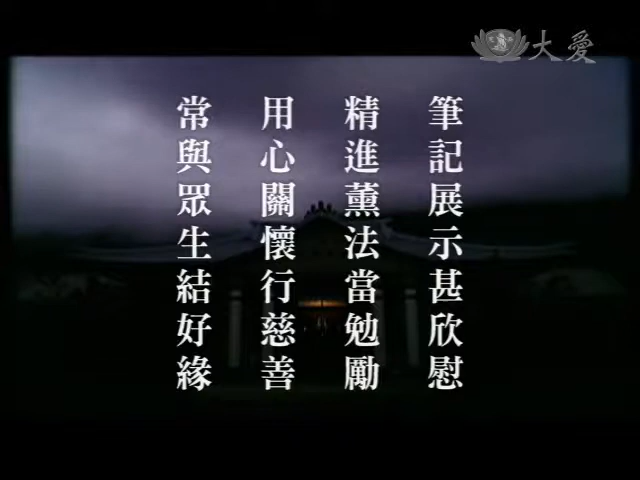 大愛
筆記展示甚欣慰
精進薰法當勉勵
用心關懷行慈善
常與眾生結好緣